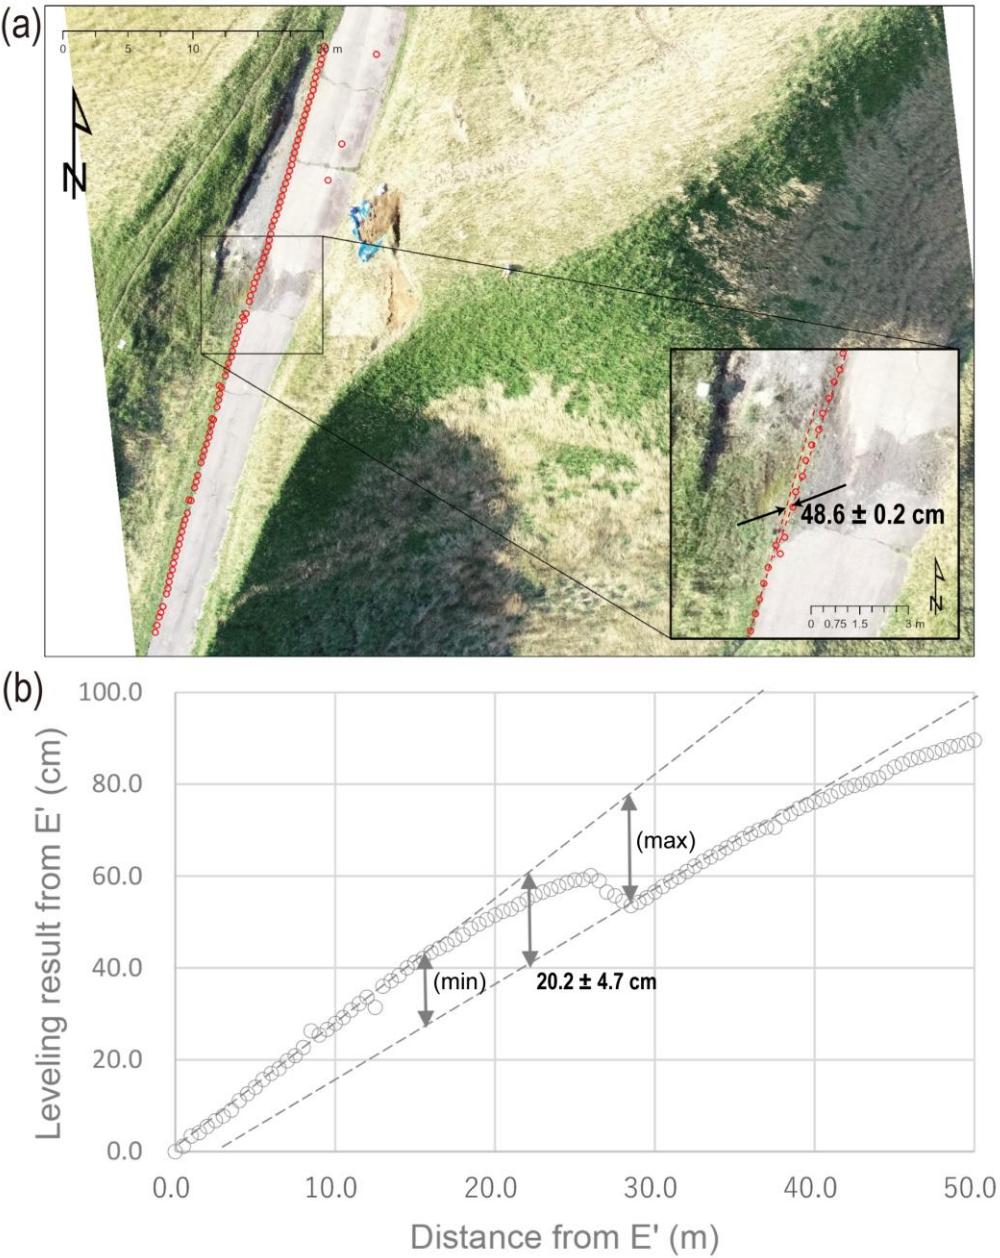 (a)
0 5 10 20 m
N
48.6 ± 0.2 cm
N
0 0.75 1.5 3 m
(b)
100.0
80.0
60.0
40.0
20.0
0.0
Leveling result from E' (cm)
(max)
(min)
20.2 ± 4.7 cm
0.0 10.0 20.0 30.0 40.0 50.0
Distance from E' (m)